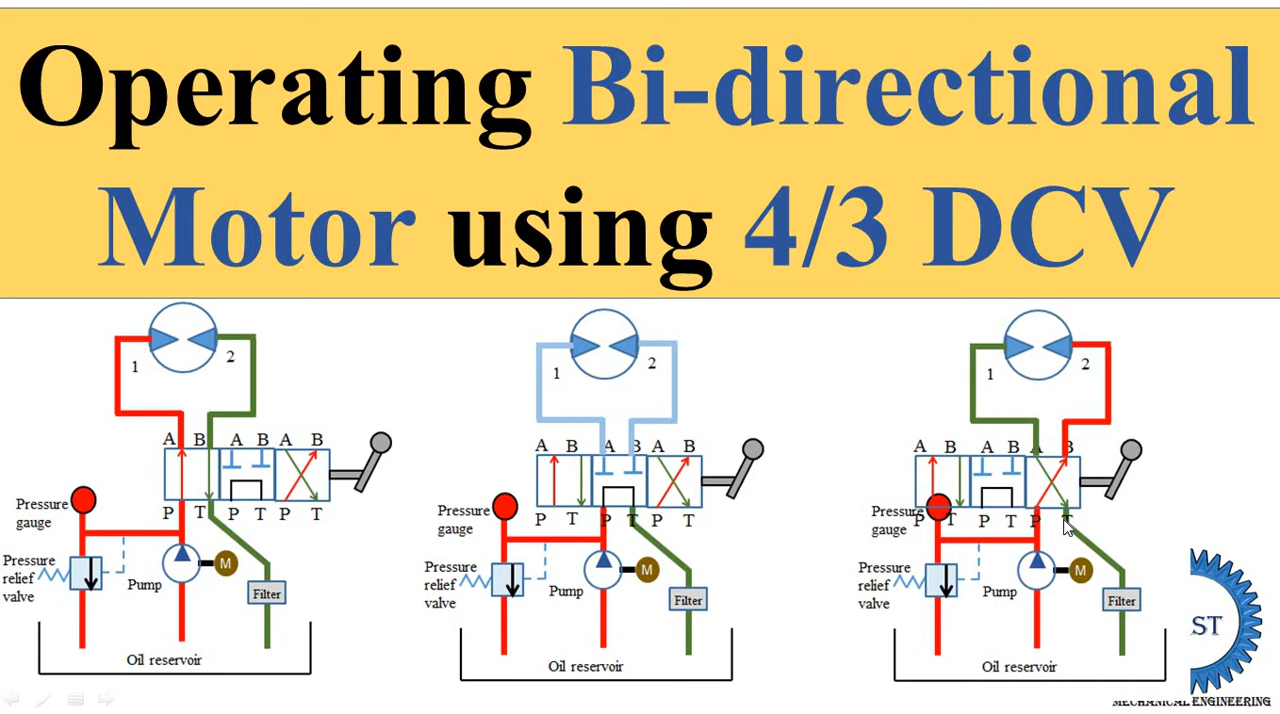 Operating Bi-directional
Motor using 4/3 DCV
1
2
A B A B A B
P T P T P T
Pressure
gauge
Pressure
relief
valve
Pump
M
Filter
Oil reservoir
1
2
A B A B A B
P T P T P T
Pressure
gauge
Pressure
relief
valve
Pump
M
Filter
Oil reservoir
1
2
A B A B A B
P T P T P T
Pressure
gauge
Pressure
relief
valve
Pump
M
Filter
Oil reservoir
ST
MECHANICAL ENGINEERING